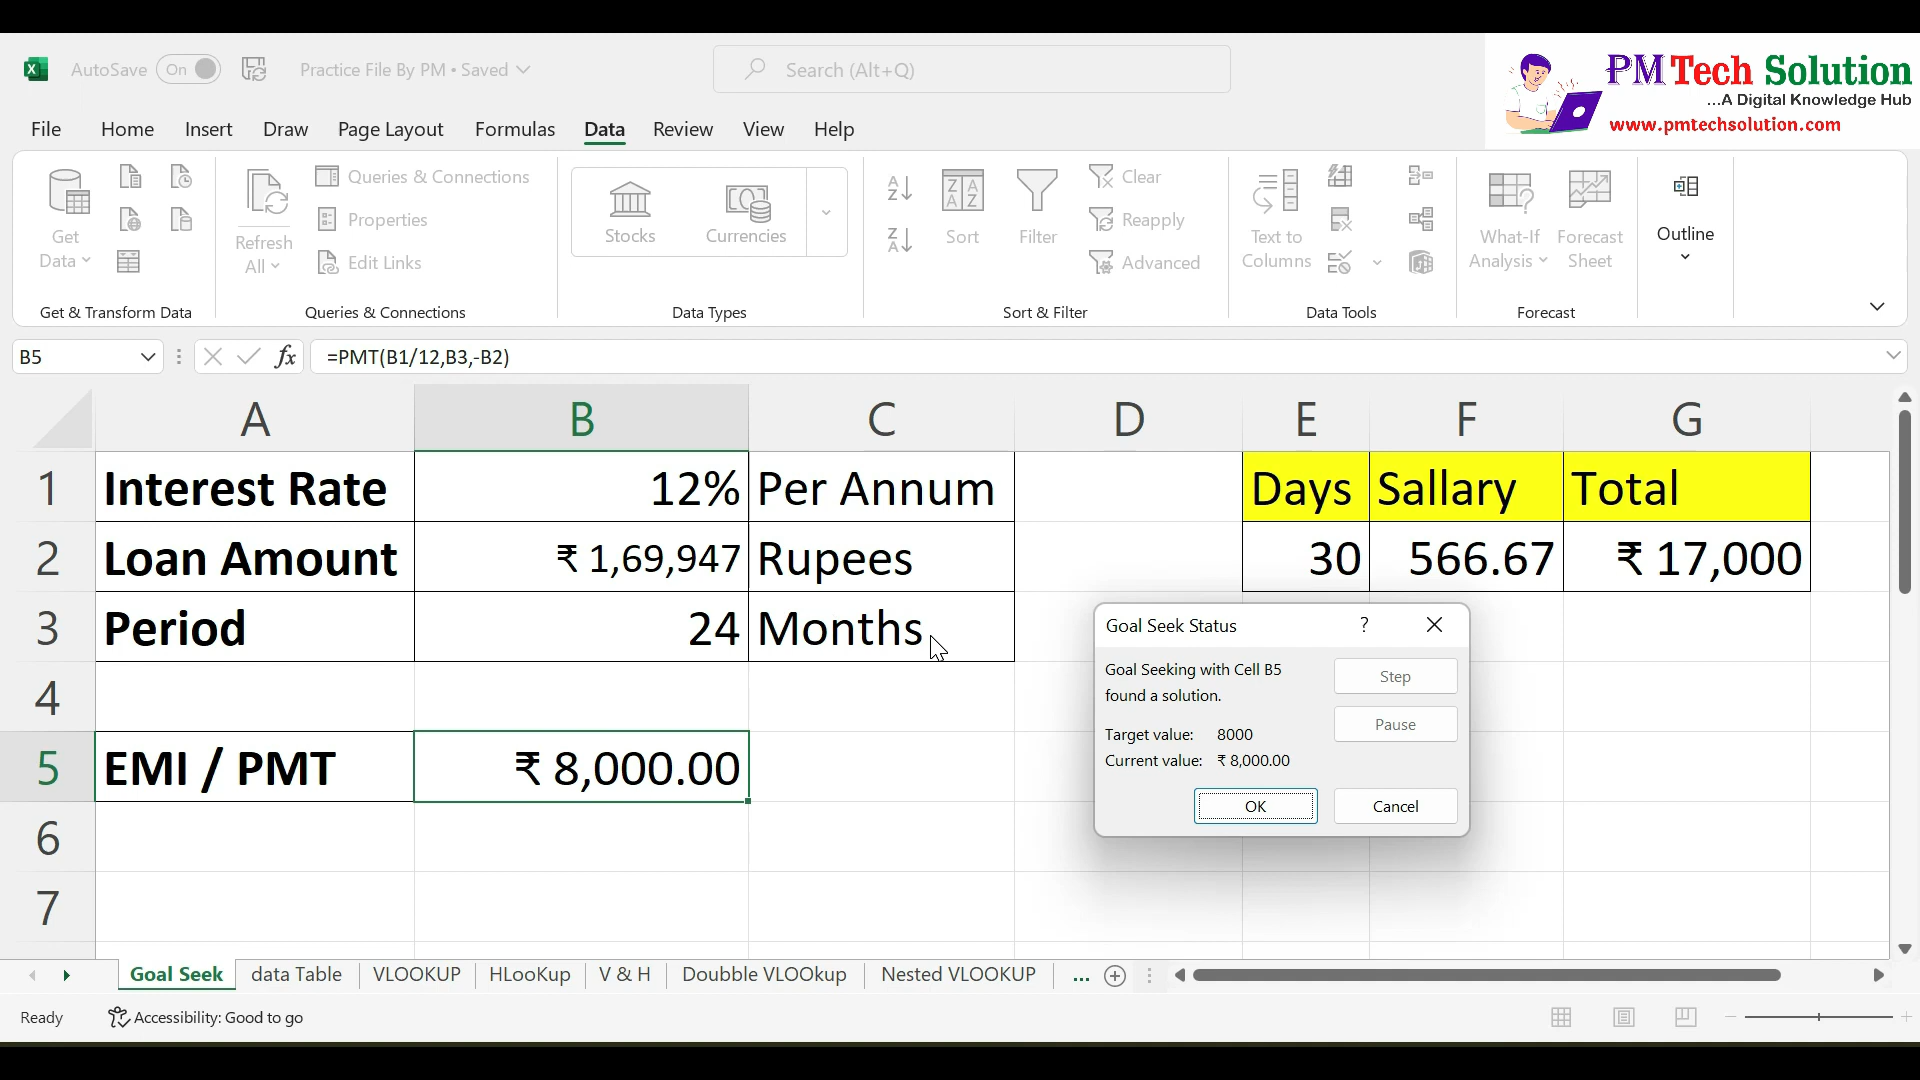 AutoSave On Practice File By PM • Saved Search (Alt+Q)
PM Tech Solution
...A Digital Knowledge Hub
www.pmtechsolution.com
File Home Insert Draw Page Layout Formulas Data Review View Help
Get
Data
Refresh
All
Queries & Connections
Properties
Edit Links
Stocks Currencies
Sort Filter
Clear
Reapply
Advanced
Text to
Columns
What-If
Analysis
Forecast
Sheet
Outline
Get & Transform Data Queries & Connections Data Types Sort & Filter Data Tools Forecast
B5 fx =PMT(B1/12,B3,-B2)
A B C D E F G
1 Interest Rate 12% Per Annum Days Sallary Total
2 Loan Amount ₹ 1,69,947 Rupees 30 566.67 ₹ 17,000
3 Period 24 Months
4
5 EMI / PMT ₹ 8,000.00
6
7
Goal Seek Status ?
Goal Seeking with Cell B5
found a solution.
Target value: 8000
Current value: ₹ 8,000.00
Step
Pause
OK Cancel
Goal Seek data Table VLOOKUP HLooKup V & H Doubble VLOOkup Nested VLOOKUP ...
Ready Accessibility: Good to go